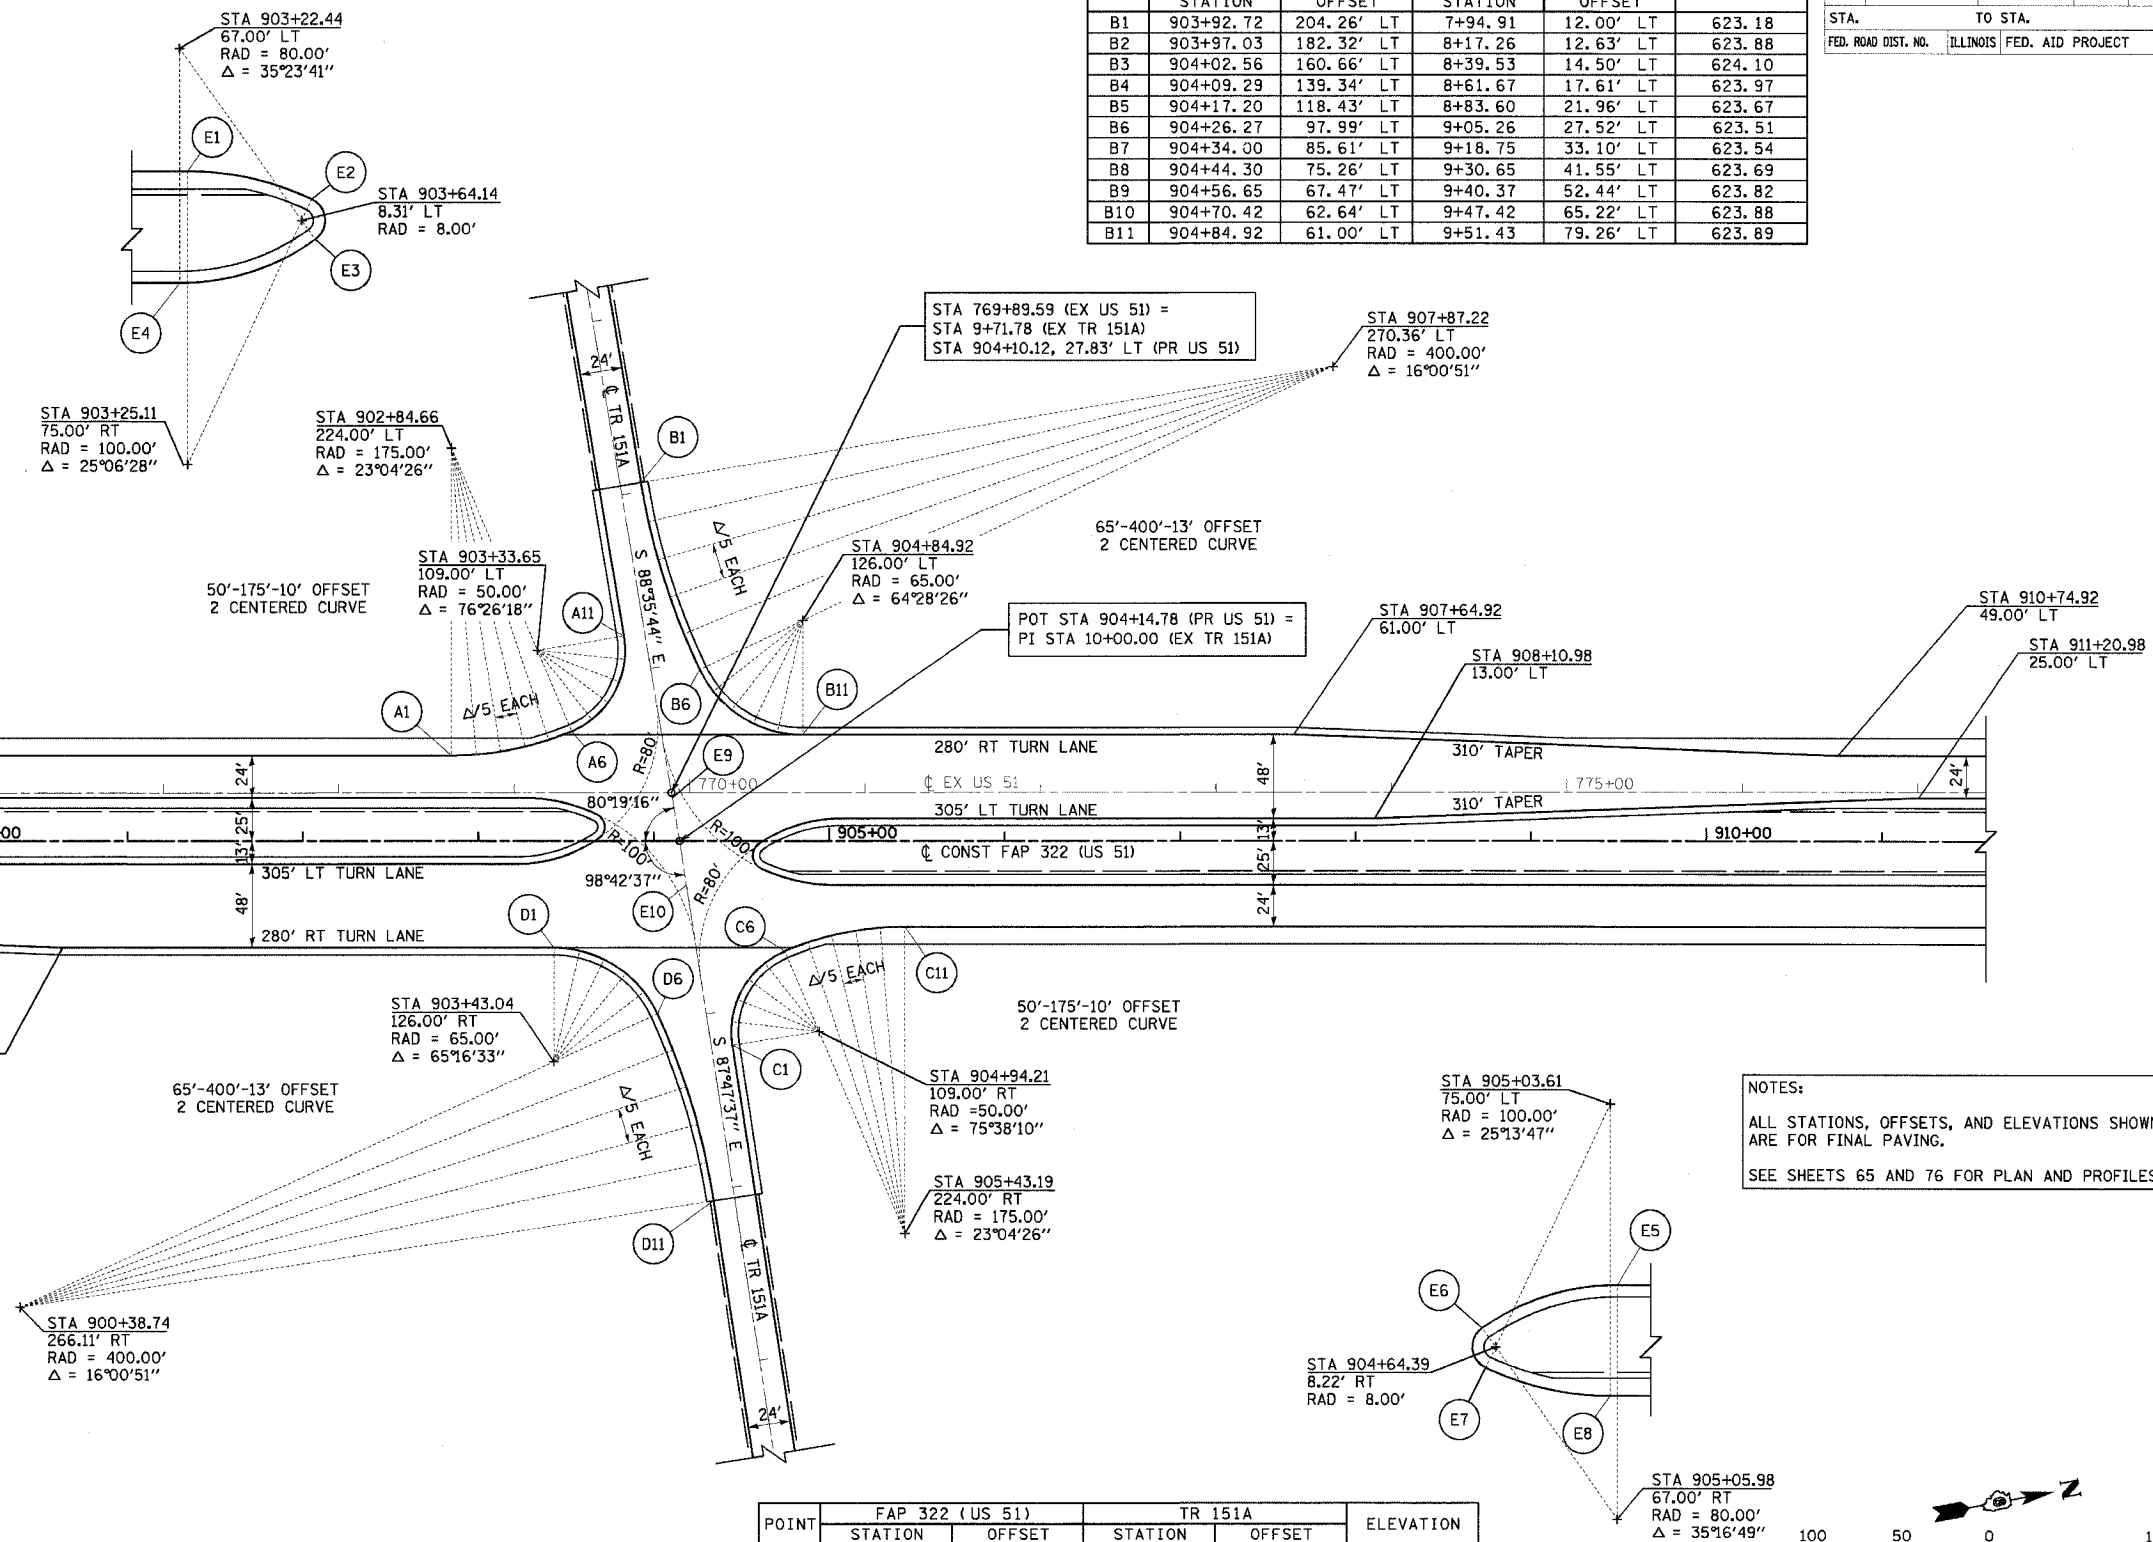 STATION OFFSET STATION OFFSET
B1 903+92.72 204.26' LT 7+94.91 12.00' LT 623.18
B2 903+97.03 182.32' LT 8+17.26 12.63' LT 623.88
B3 904+02.56 160.66' LT 8+39.53 14.50' LT 624.10
B4 904+09.29 139.34' LT 8+61.67 17.61' LT 623.97
B5 904+17.20 118.43' LT 8+83.60 21.96' LT 623.67
B6 904+26.27 97.99' LT 9+05.26 27.52' LT 623.51
B7 904+34.00 85.61' LT 9+18.75 33.10' LT 623.54
B8 904+44.30 75.26' LT 9+30.65 41.55' LT 623.69
B9 904+56.65 67.47' LT 9+40.37 52.44' LT 623.82
B10 904+70.42 62.64' LT 9+47.42 65.22' LT 623.88
B11 904+84.92 61.00' LT 9+51.43 79.26' LT 623.89
STA. TO STA.
FED. ROAD DIST. NO. ILLINOIS FED. AID PROJECT
STA 903+22.44
67.00' LT
RAD = 80.00'
Δ = 35°23'41"
E1
E2
STA 903+64.14
8.31' LT
RAD = 8.00'
E3
E4
STA 903+25.11
75.00' RT
RAD = 100.00'
Δ = 25°06'28"
STA 902+84.66
224.00' LT
RAD = 175.00'
Δ = 23°04'26"
STA 769+89.59 (EX US 51) =
STA 9+71.78 (EX TR 151A)
STA 904+10.12, 27.83' LT (PR US 51)
STA 907+87.22
270.36' LT
RAD = 400.00'
Δ = 16°00'51"
24'
℄ TR 151A
B1
65'-400'-13' OFFSET
2 CENTERED CURVE
Δ/5 EACH
STA 903+33.65
109.00' LT
RAD = 50.00'
Δ = 76°26'18"
50'-175'-10' OFFSET
2 CENTERED CURVE
STA 904+84.92
126.00' LT
RAD = 65.00'
Δ = 64°28'26"
S 88°35'44" E
A11
POT STA 904+14.78 (PR US 51) =
PI STA 10+00.00 (EX TR 151A)
STA 907+64.92
61.00' LT
STA 910+74.92
49.00' LT
STA 911+20.98
25.00' LT
STA 908+10.98
13.00' LT
A1
Δ/5 EACH
B6
B11
A6
R=80'
E9
280' RT TURN LANE
310' TAPER
24'
770+00
℄ EX US 51
48'
775+00
24'
80°19'16"
305' LT TURN LANE
310' TAPER
25'
R=100'
R=100'
00
905+00
13'
910+00
13'
℄ CONST FAP 322 (US 51)
25'
305' LT TURN LANE
98°42'37"
R=80'
48'
E10
24'
D1
C6
280' RT TURN LANE
C11
D6
Δ/5 EACH
STA 903+43.04
126.00' RT
RAD = 65.00'
Δ = 65°16'33"
50'-175'-10' OFFSET
2 CENTERED CURVE
S 87°47'37" E
C1
65'-400'-13' OFFSET
2 CENTERED CURVE
Δ/5 EACH
STA 904+94.21
109.00' RT
RAD =50.00'
Δ = 75°38'10"
STA 905+43.19
224.00' RT
RAD = 175.00'
Δ = 23°04'26"
D11
℄ TR 151A
STA 900+38.74
266.11' RT
RAD = 400.00'
Δ = 16°00'51"
24'
STA 905+03.61
75.00' LT
RAD = 100.00'
Δ = 25°13'47"
NOTES:
ALL STATIONS, OFFSETS, AND ELEVATIONS SHOWN
ARE FOR FINAL PAVING.
SEE SHEETS 65 AND 76 FOR PLAN AND PROFILES
E5
E6
STA 904+64.39
8.22' RT
RAD = 8.00'
E7
E8
STA 905+05.98
67.00' RT
RAD = 80.00'
Δ = 35°16'49"
N
100 50 0 1
POINT FAP 322 (US 51) TR 151A ELEVATION
STATION OFFSET STATION OFFSET